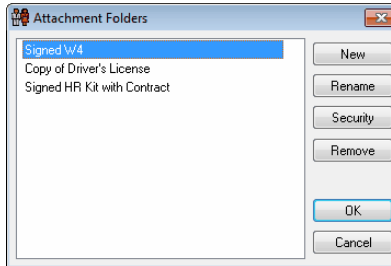 Attachment Folders
Signed W4
Copy of Driver's License
Signed HR Kit with Contract
New
Rename
Security
Remove
OK
Cancel